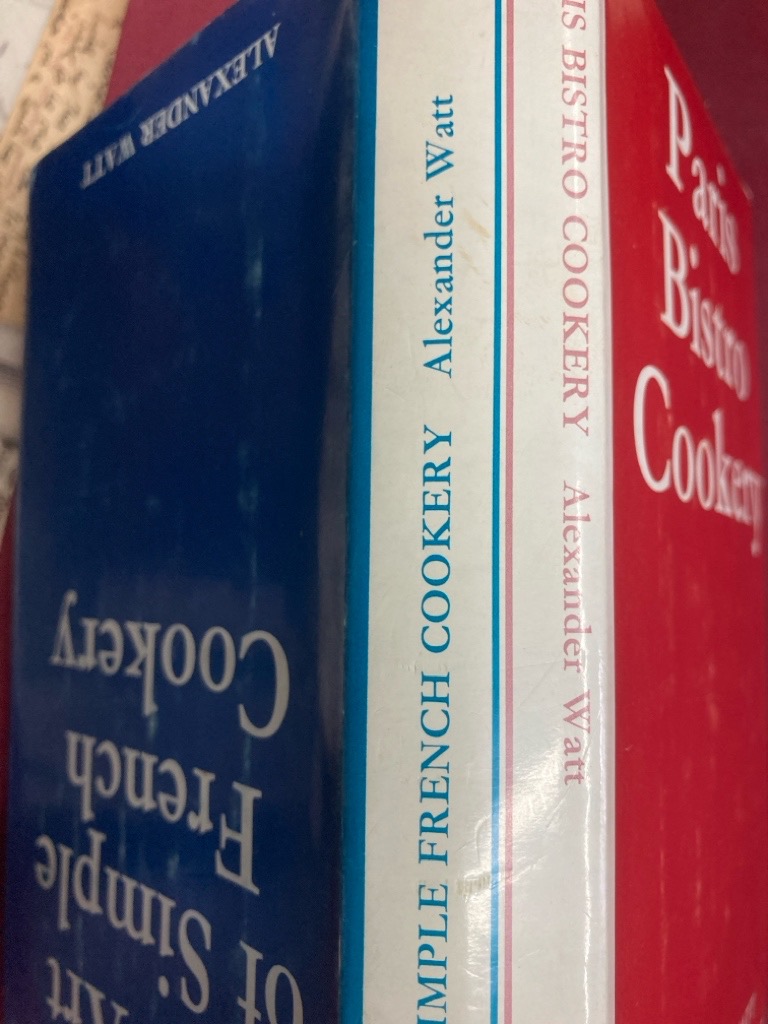 ALEXANDER WATT
Art
of Simple
French
Cookery
IMPLE FRENCH COOKERY Alexander Watt
IS BISTRO COOKERY Alexander Watt
Paris
Bistro
Cookery